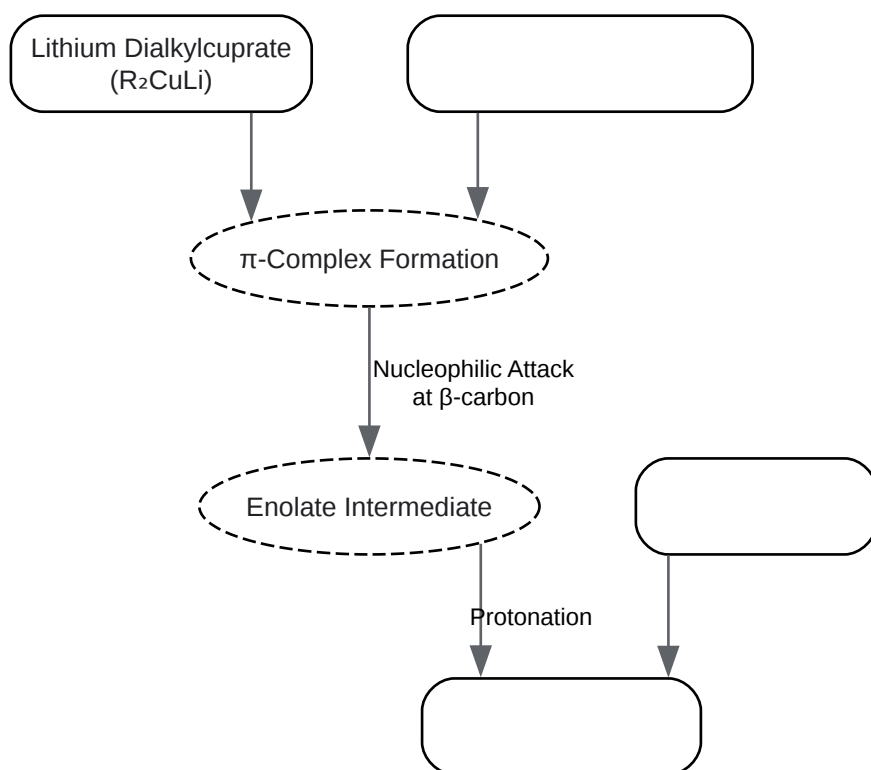 Lithium Dialkylcuprate
(R₂CuLi)
π-Complex Formation
Nucleophilic Attack
at β-carbon
Enolate Intermediate
Protonation